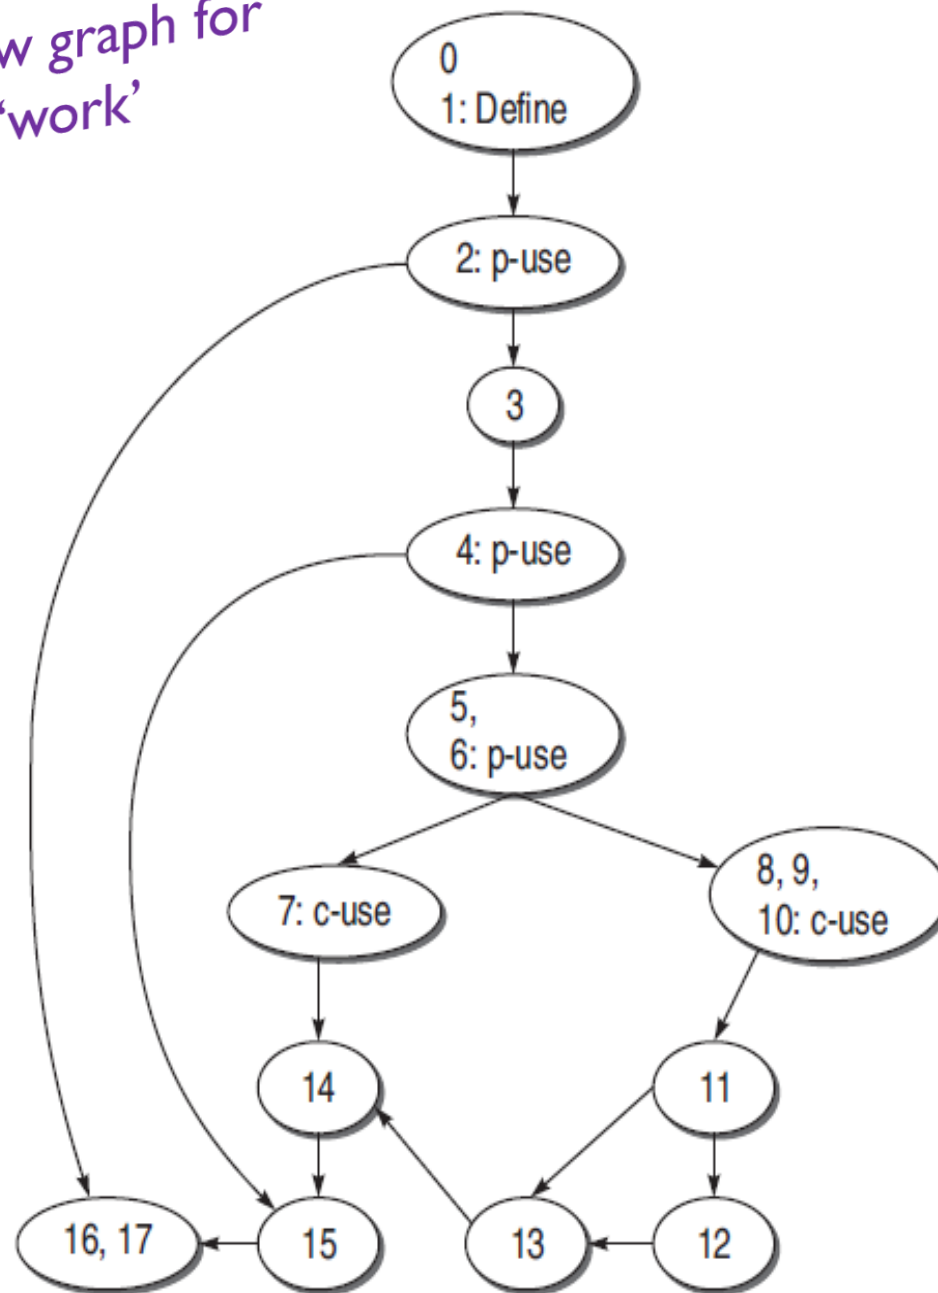 graph for
‘work’
0
1: Define
2: p-use
3
4: p-use
5,
6: p-use
7: c-use
8, 9,
10: c-use
14
11
16, 17
15
13
12